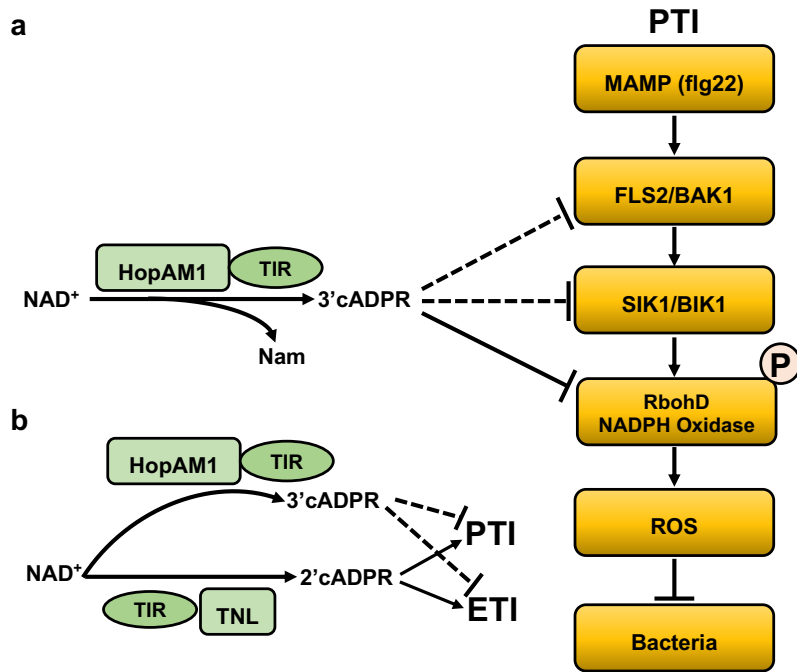 a
PTI
MAMP (flg22)
FLS2/BAK1
HopAM1
TIR
NAD+
3’cADPR
SIK1/BIK1
Nam
P
RbohD
NADPH Oxidase
b
HopAM1
TIR
3’cADPR
PTI
ROS
NAD+
2’cADPR
ETI
TIR
TNL
Bacteria